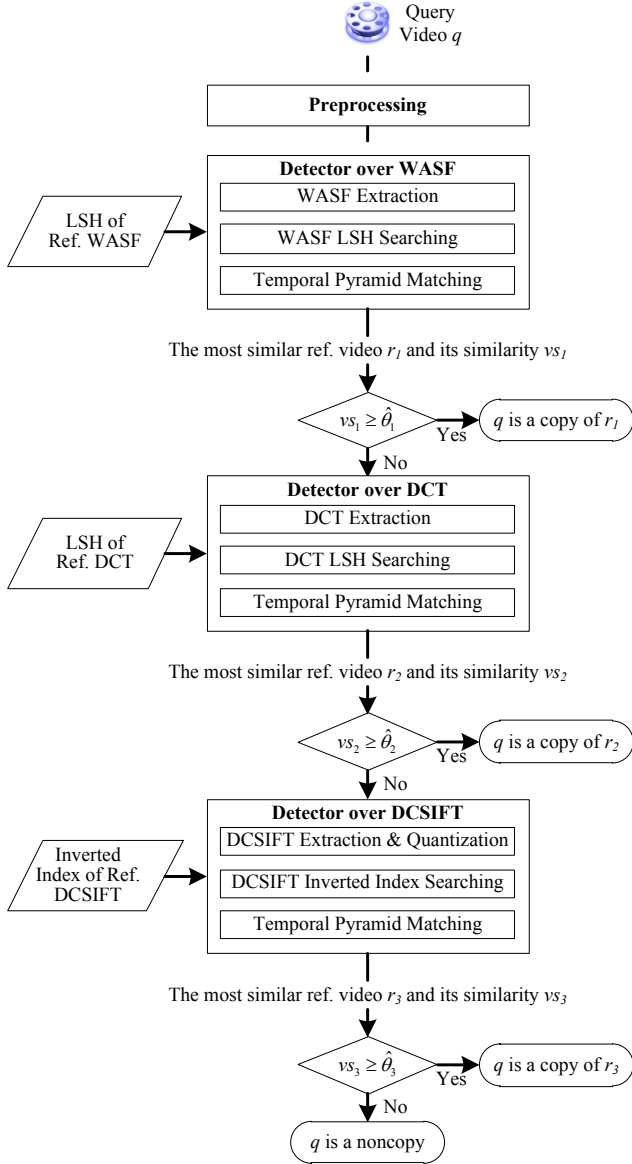 Query
Video q
Preprocessing
Detector over WASF
WASF Extraction
LSH of
Ref. WASF
WASF LSH Searching
Temporal Pyramid Matching
The most similar ref. video r₁ and its similarity vs₁
vs₁ ≥ θ̂₁
Yes
q is a copy of r₁
No
Detector over DCT
DCT Extraction
LSH of
Ref. DCT
DCT LSH Searching
Temporal Pyramid Matching
The most similar ref. video r₂ and its similarity vs₂
vs₂ ≥ θ̂₂
Yes
q is a copy of r₂
No
Detector over DCSIFT
DCSIFT Extraction & Quantization
Inverted
Index of Ref.
DCSIFT
DCSIFT Inverted Index Searching
Temporal Pyramid Matching
The most similar ref. video r₃ and its similarity vs₃
vs₃ ≥ θ̂₃
Yes
q is a copy of r₃
No
q is a noncopy